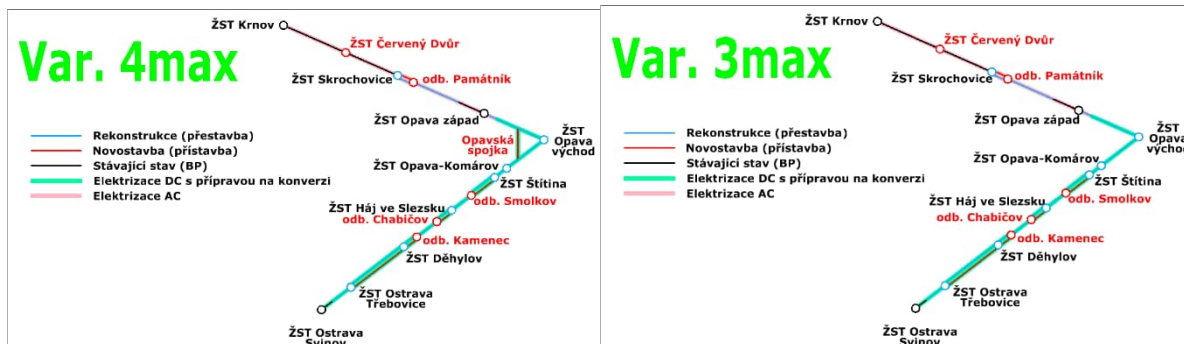 Var. 4max
ŽST Krnov
ŽST Červený Dvůr
ŽST Skrochovice
odb. Památník
ŽST Opava západ
Opavská
spojka
ŽST
Opava
východ
Rekonstrukce (přestavba)
Novostavba (přístavba)
Stávající stav (BP)
Elektrizace DC s přípravou na konverzi
Elektrizace AC
ŽST Opava-Komárov
ŽST Štítina
odb. Smolkov
ŽST Háj ve Slezsku
odb. Chabičov
odb. Kamenec
ŽST Děhylov
ŽST Ostrava
Třebovice
ŽST Ostrava
Svinov
Var. 3max
ŽST Krnov
ŽST Červený Dvůr
ŽST Skrochovice
odb. Památník
ŽST Opava západ
ŽST
Opava
východ
Rekonstrukce (přestavba)
Novostavba (přístavba)
Stávající stav (BP)
Elektrizace DC s přípravou na konverzi
Elektrizace AC
ŽST Opava-Komárov
ŽST Štítina
odb. Smolkov
ŽST Háj ve Slezsku
odb. Chabičov
odb. Kamenec
ŽST Děhylov
ŽST Ostrava
Třebovice
ŽST Ostrava
Svinov